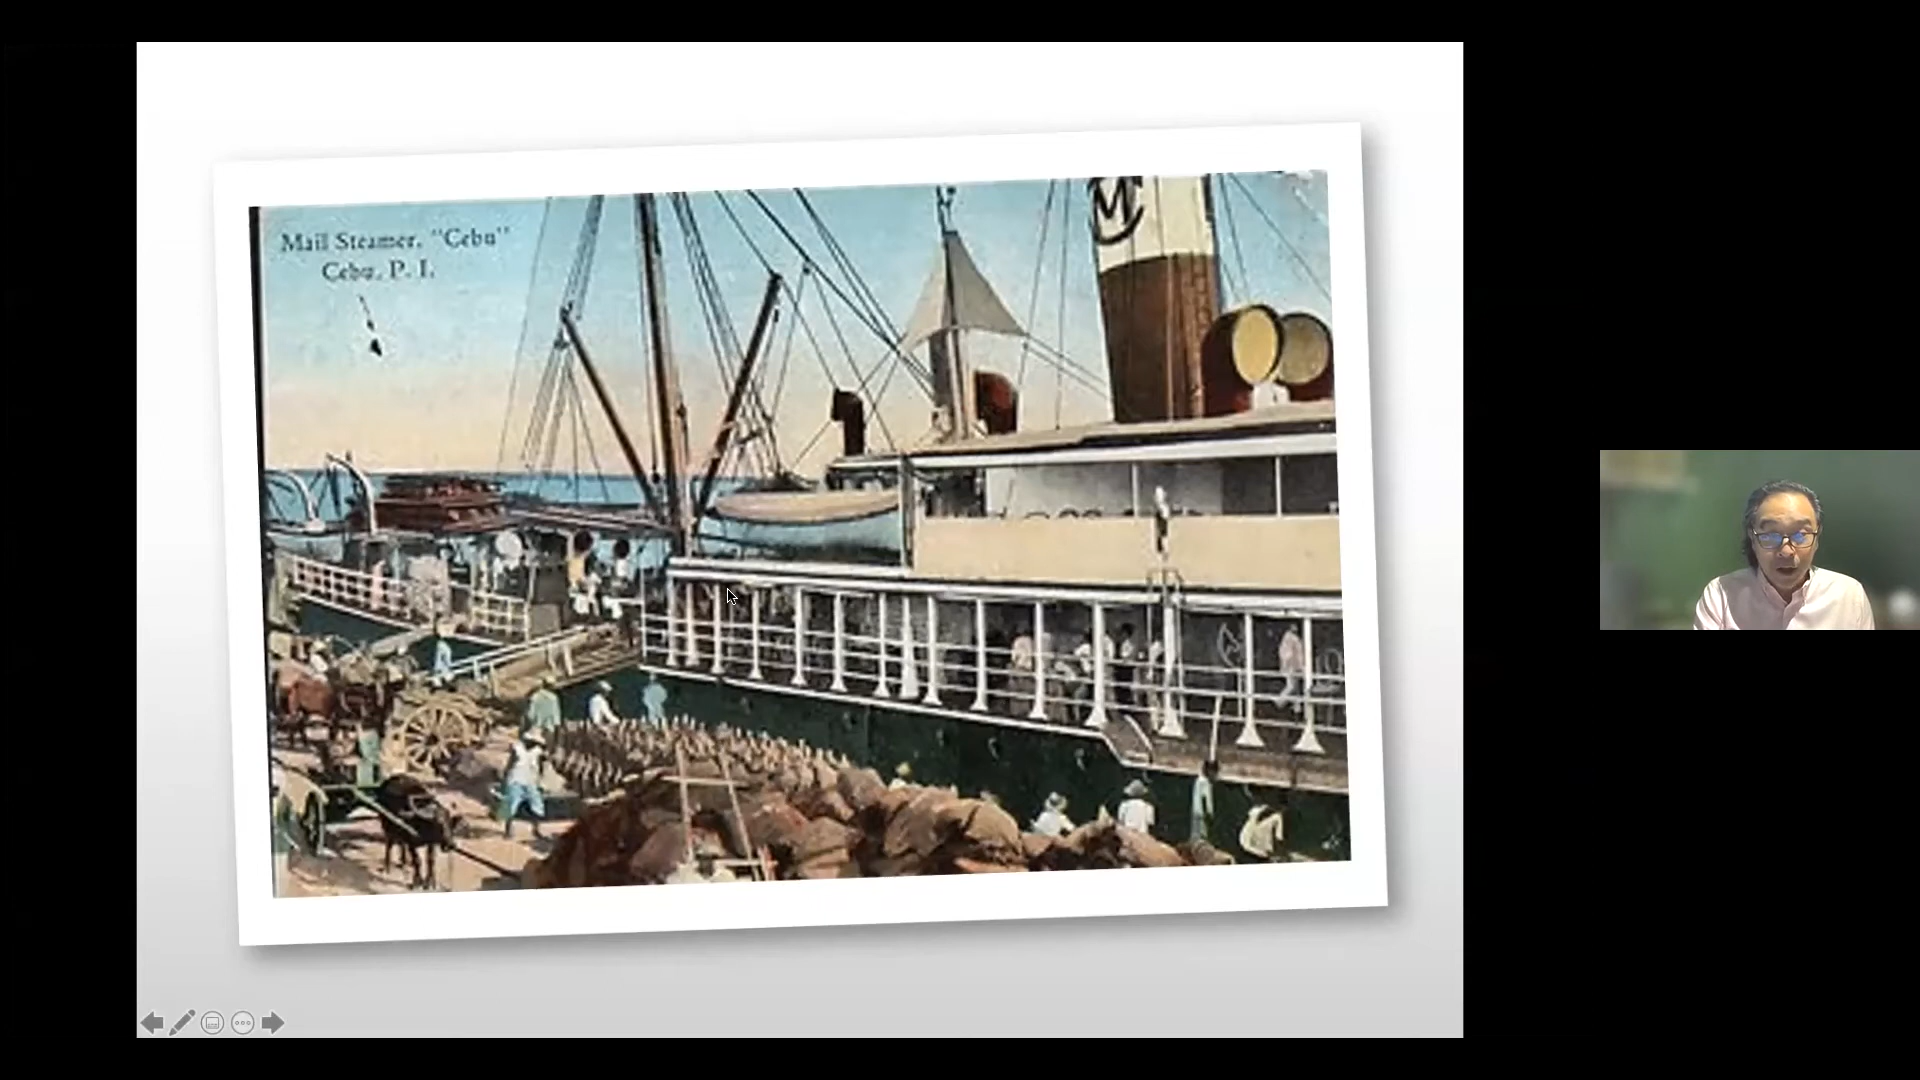 Mail Steamer. "Cebu"
Cebu. P. I.
M